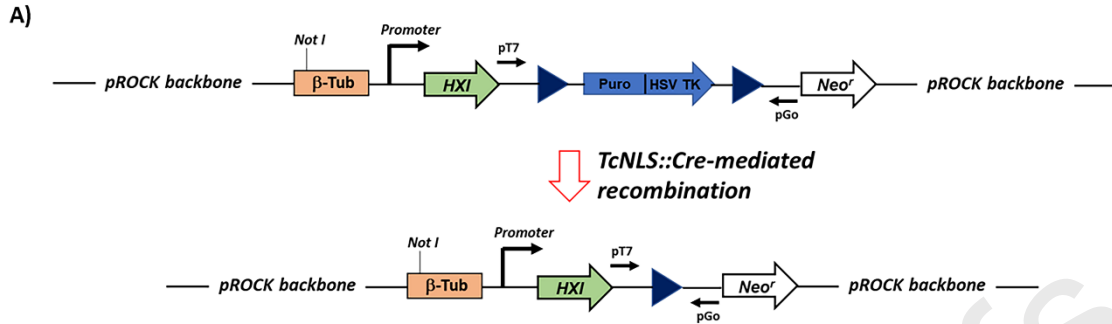 A)
Not I
Promoter
pT7
pROCK backbone
β-Tub
HXI
Puro
HSV TK
pGo
Neoʳ
pROCK backbone
TcNLS::Cre-mediated
recombination
Not I
Promoter
pT7
pROCK backbone
β-Tub
HXI
pGo
Neoʳ
pROCK backbone